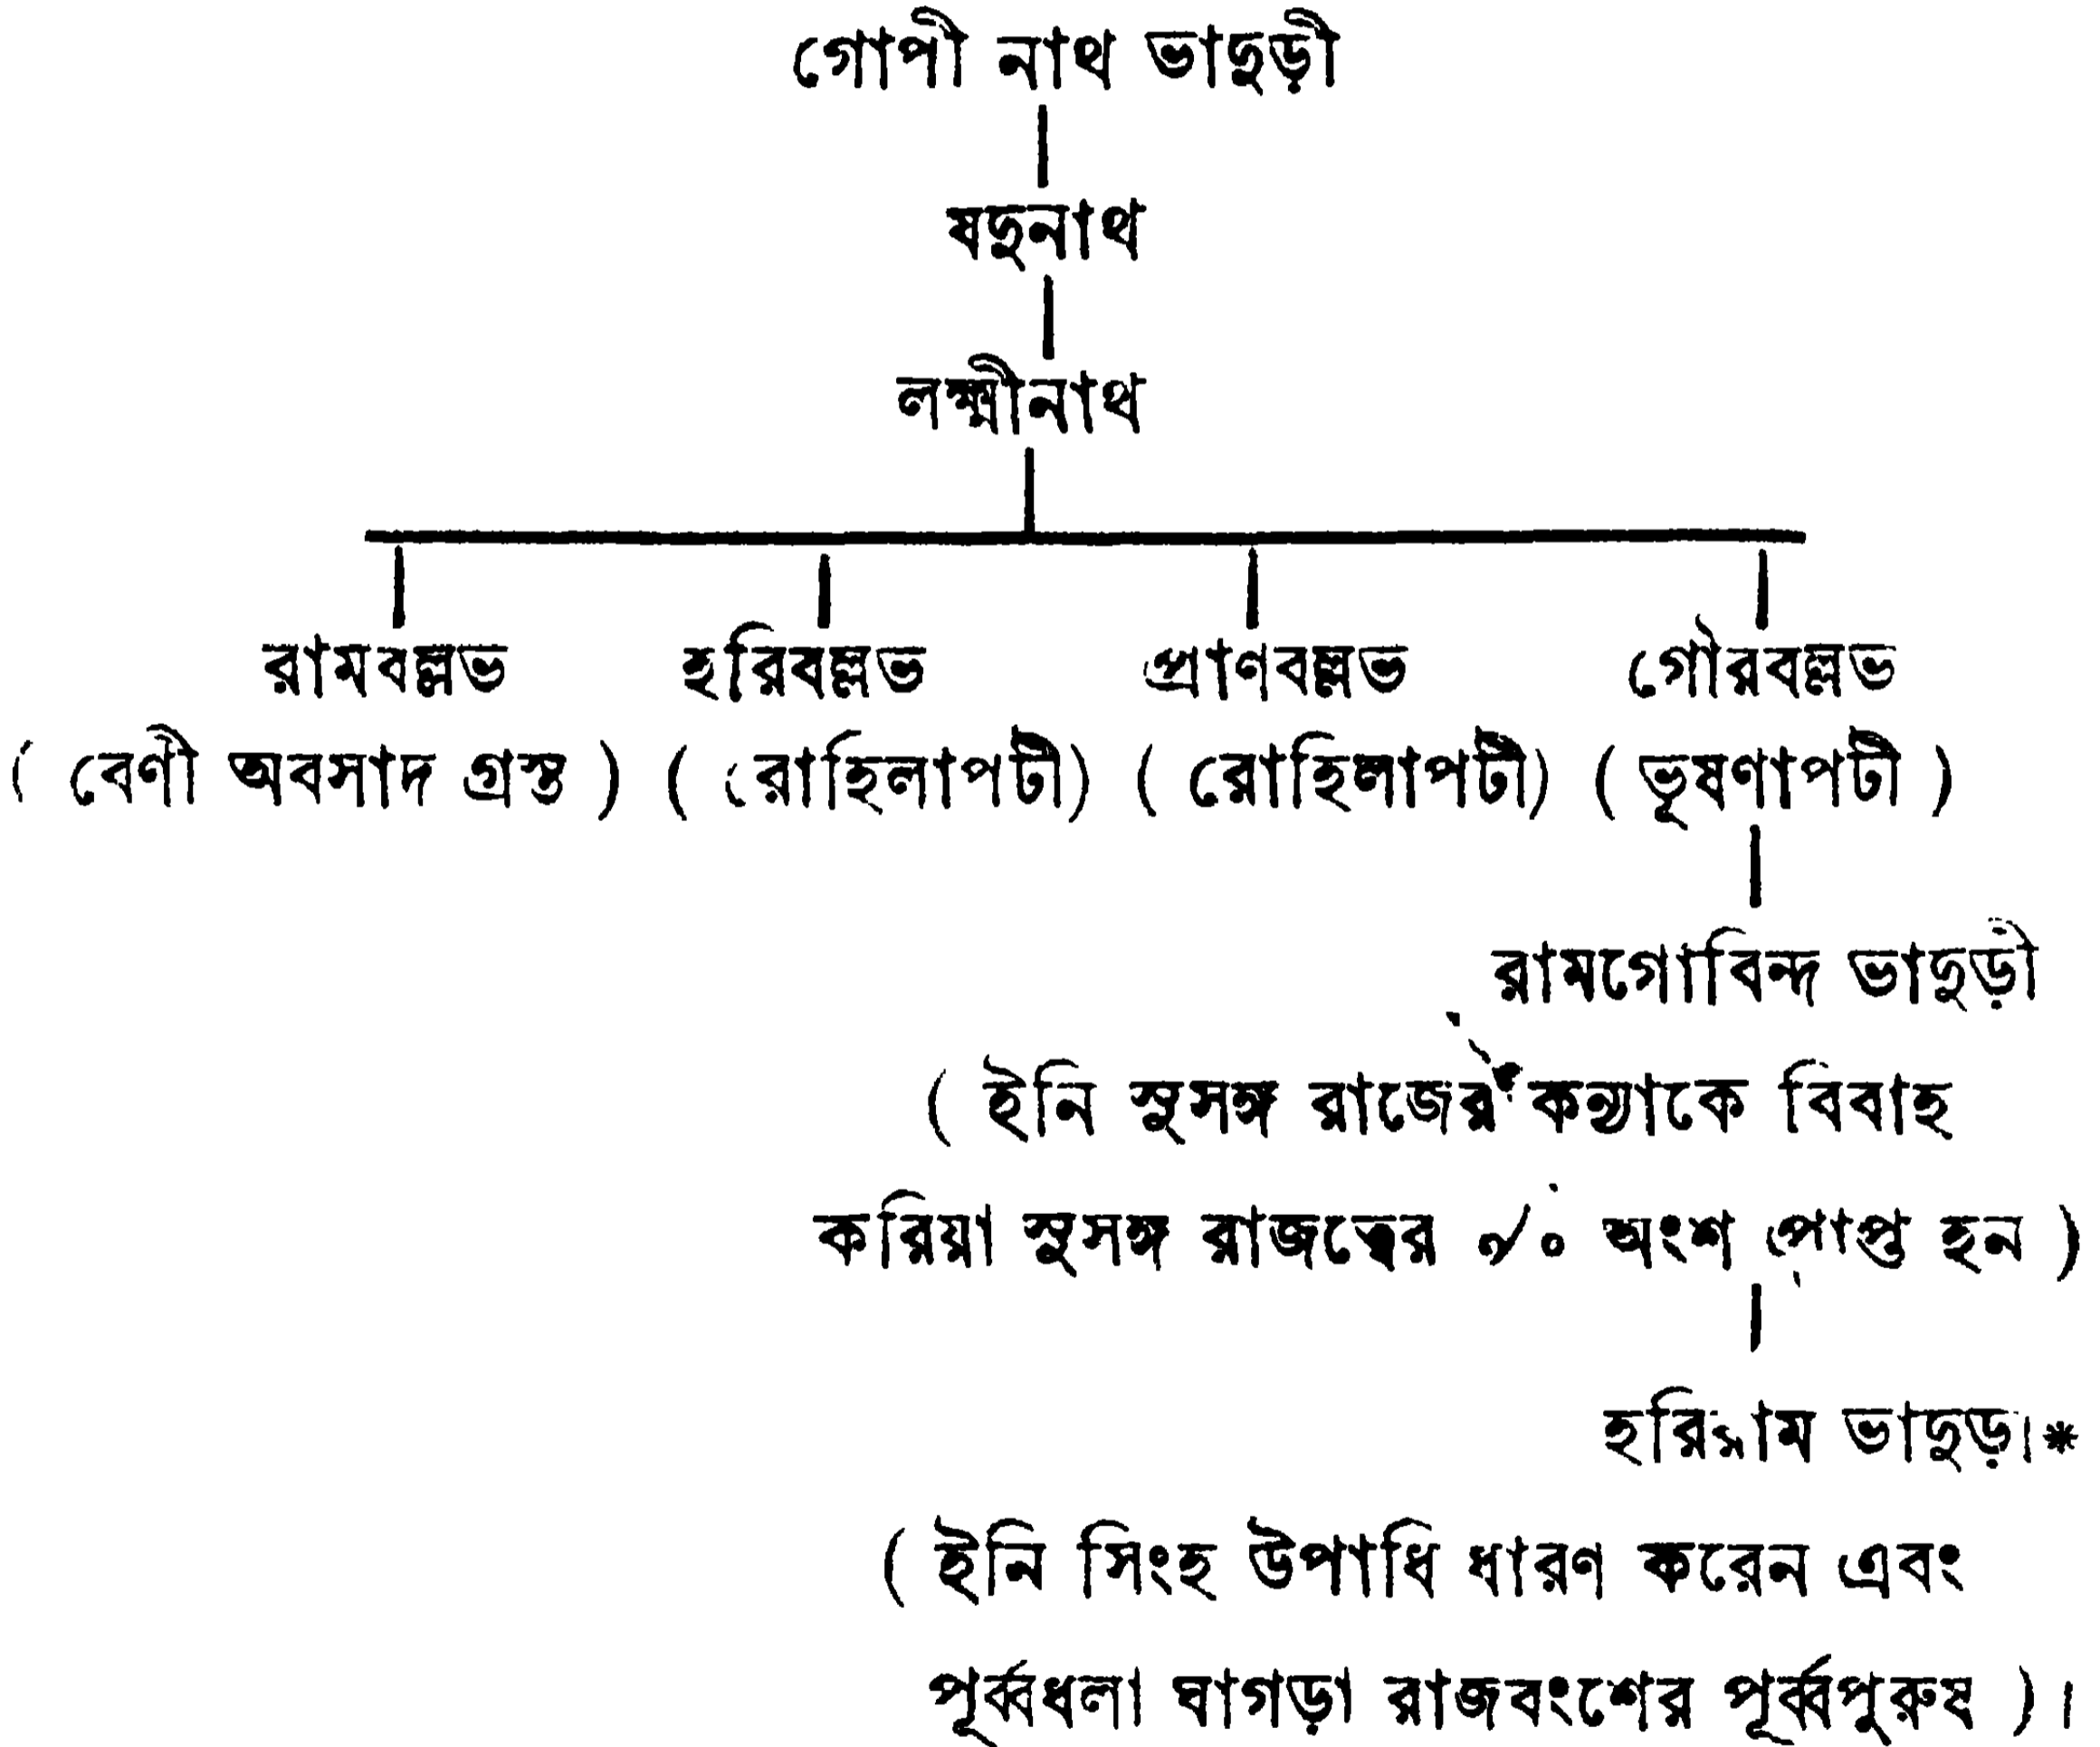 গোপী নাথ ভাদুড়ী
যদুনাথ
লক্ষ্মীনাথ
রামবল্লভ হরিবল্লভ প্রাণবল্লভ গৌরবল্লভ
( বেণী অবসাদ গ্রস্ত ) ( রোহিলাপটী) ( রোহিলাপটী) ( ভূষণাপটী )
রামগোবিন্দ ভাদুড়ী
( ইনি সুসঙ্গ রাজের কন্যাকে বিবাহ
করিয়া সুসঙ্গ রাজত্বের ৵০ অংশ প্রাপ্ত হন )
হরিরাম ভাদুড়ী*
( ইনি সিংহ উপাধি ধারণ করেন এবং
পূর্ব্বধলা ঘাগড়া রাজবংশের পূর্ব্বপুরুষ )।